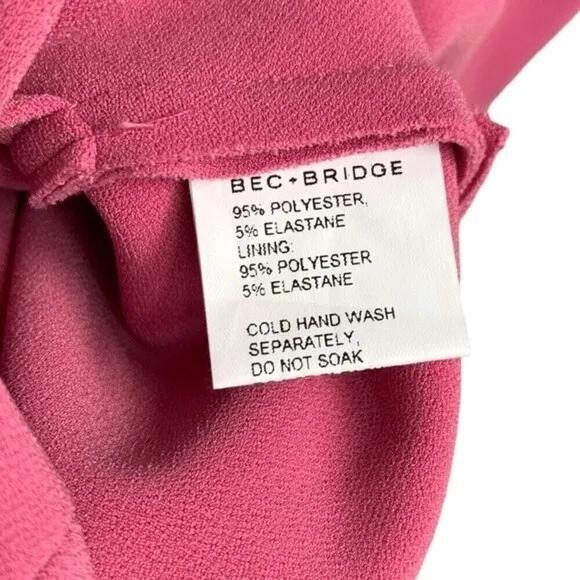 BEC+BRIDGE
95% POLYESTER,
5% ELASTANE
LINING:
95% POLYESTER
5% ELASTANE
COLD HAND WASH
SEPARATELY,
DO NOT SOAK